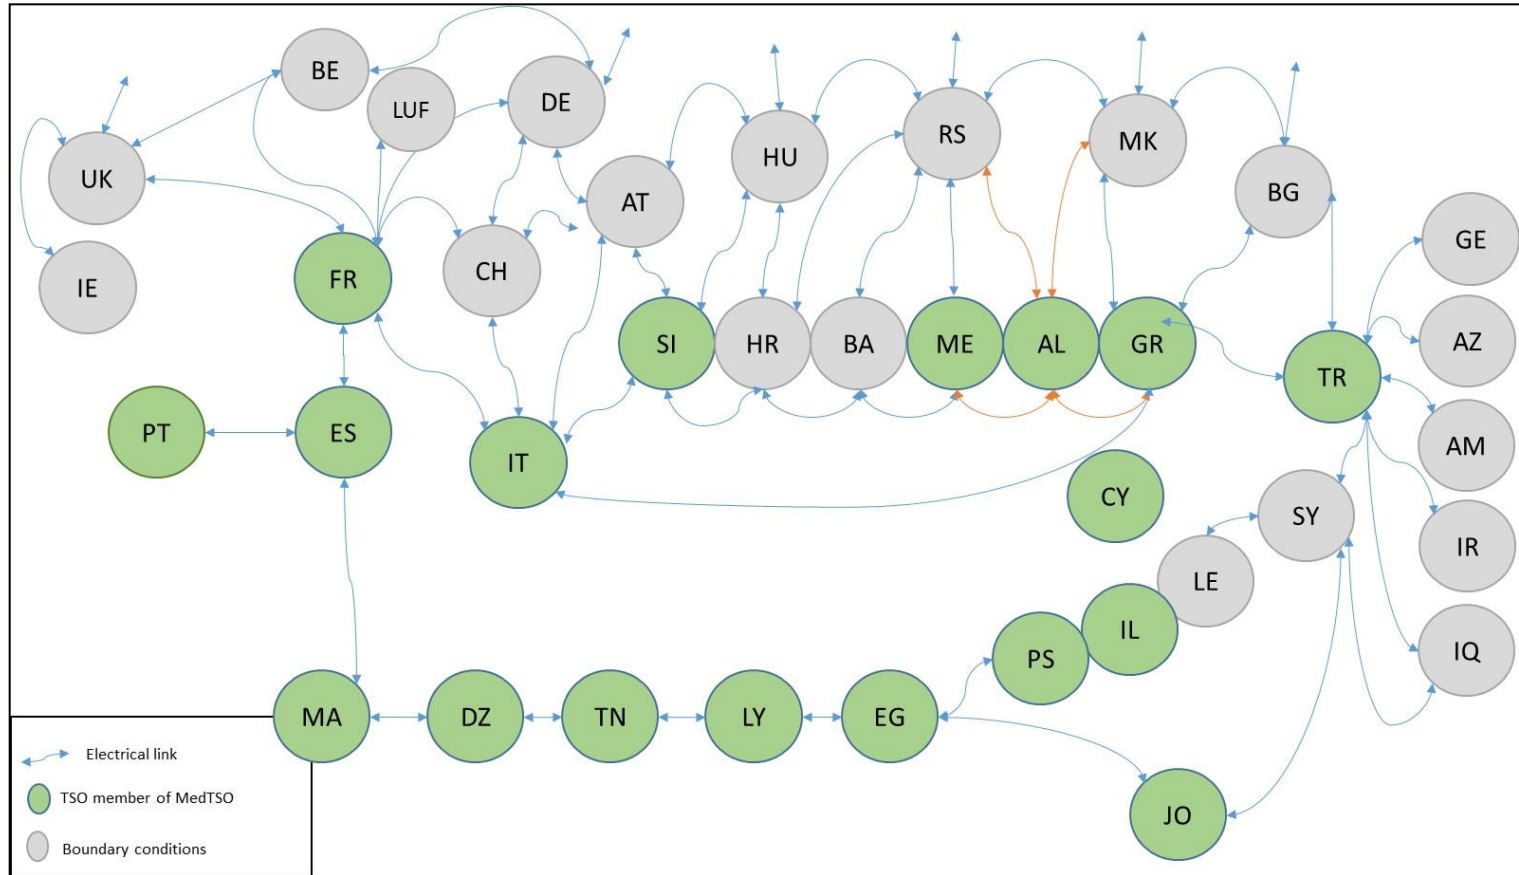 BE
LUF
DE
UK
AT
HU
RS
MK
BG
IE
FR
CH
GE
SI
HR
BA
ME
AL
GR
AZ
TR
PT
ES
IT
AM
CY
SY
IR
LE
IL
PS
IQ
MA
DZ
TN
LY
EG
JO
Electrical link
TSO member of MedTSO
Boundary conditions